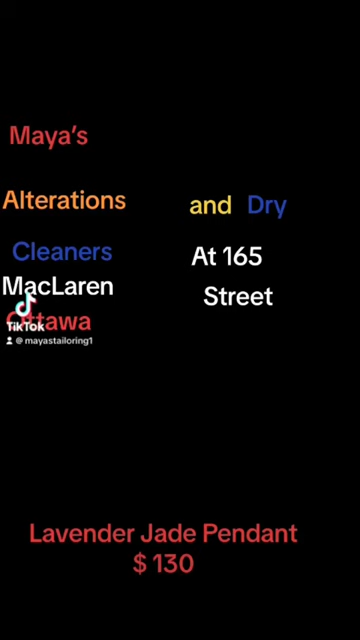 Maya's
Alterations and Dry
Cleaners At 165
MacLaren Street
Ottawa
TikTok
@ mayastailoring1
Lavender Jade Pendant
$ 130